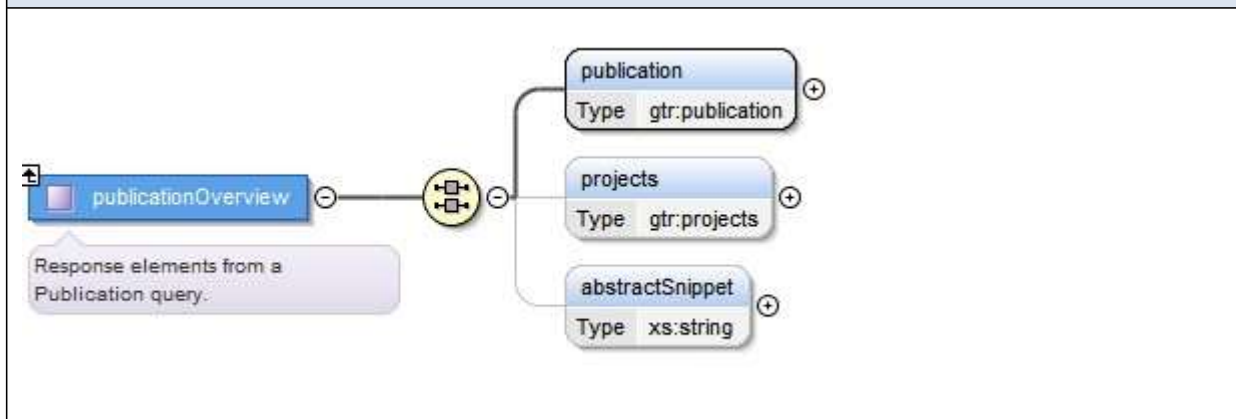 publication
Type gtr:publication
projects
Type gtr:projects
publicationOverview
Response elements from a
Publication query.
abstractSnippet
Type xs:string